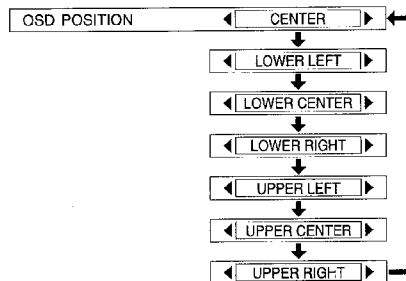 OSD POSITION CENTER
LOWER LEFT
LOWER CENTER
LOWER RIGHT
UPPER LEFT
UPPER CENTER
UPPER RIGHT